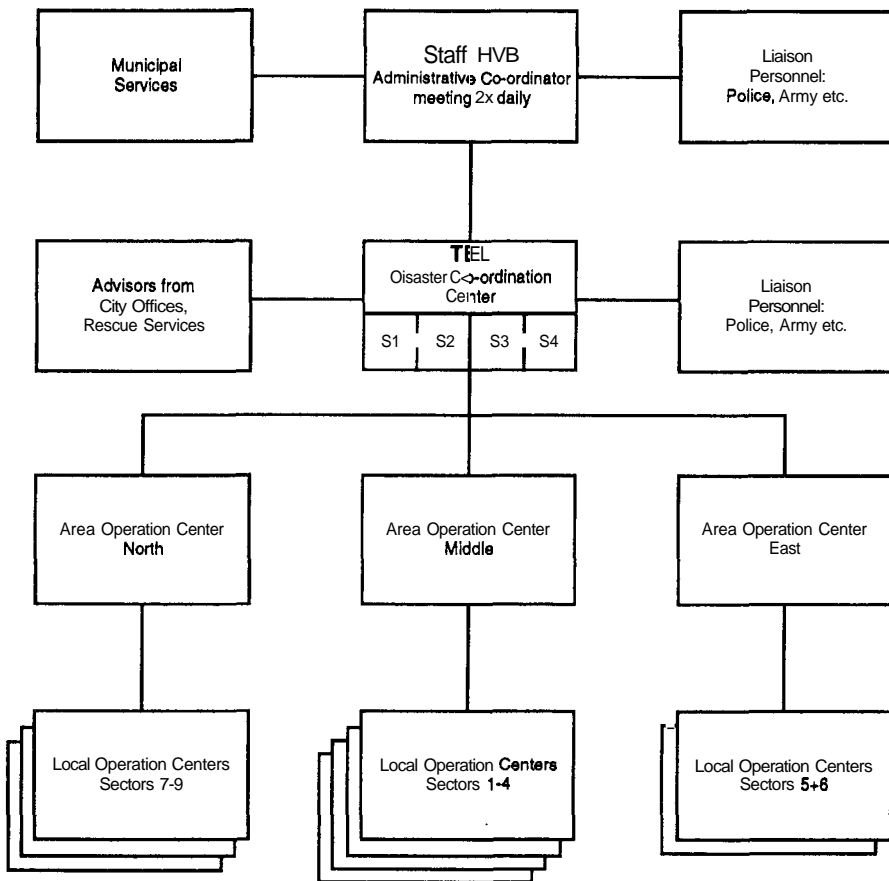 Municipal
Services
Staff HVB
Administrative Co-ordinator
meeting 2x daily
Liaison
Personnel:
Police, Army etc.
Advisors from
City Offices,
Rescue Services
TEL
Oisaster Co-ordination
Center
S1 S2 S3 S4
Liaison
Personnel:
Police, Army etc.
Area Operation Center
North
Area Operation Center
Middle
Area Operation Center
East
Local Operation Centers
Sectors 7-9
Local Operation Centers
Sectors 1-4
Local Operation Centers
Sectors 5+6